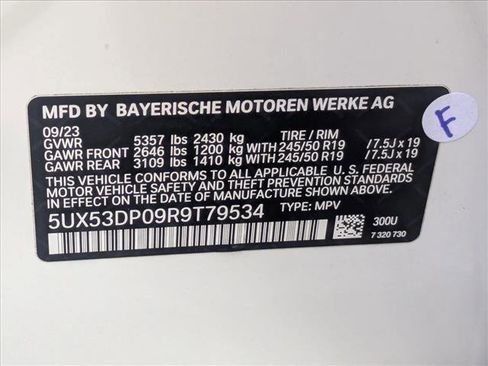 MFD BY BAYERISCHE MOTOREN WERKE AG
09/23
GVWR 5357 lbs 2430 kg TIRE / RIM
GAWR FRONT 2646 lbs 1200 kg WITH 245/50 R19 /7.5J x 19
GAWR REAR 3109 lbs 1410 kg WITH 245/50 R19 /7.5J x 19
THIS VEHICLE CONFORMS TO ALL APPLICABLE U.S. FEDERAL
MOTOR VEHICLE SAFETY AND THEFT PREVENTION STANDARDS
IN EFFECT ON THE DATE OF MANUFACTURE SHOWN ABOVE.
5UX53DP09R9T79534 TYPE: MPV
300U
7 320 730
F